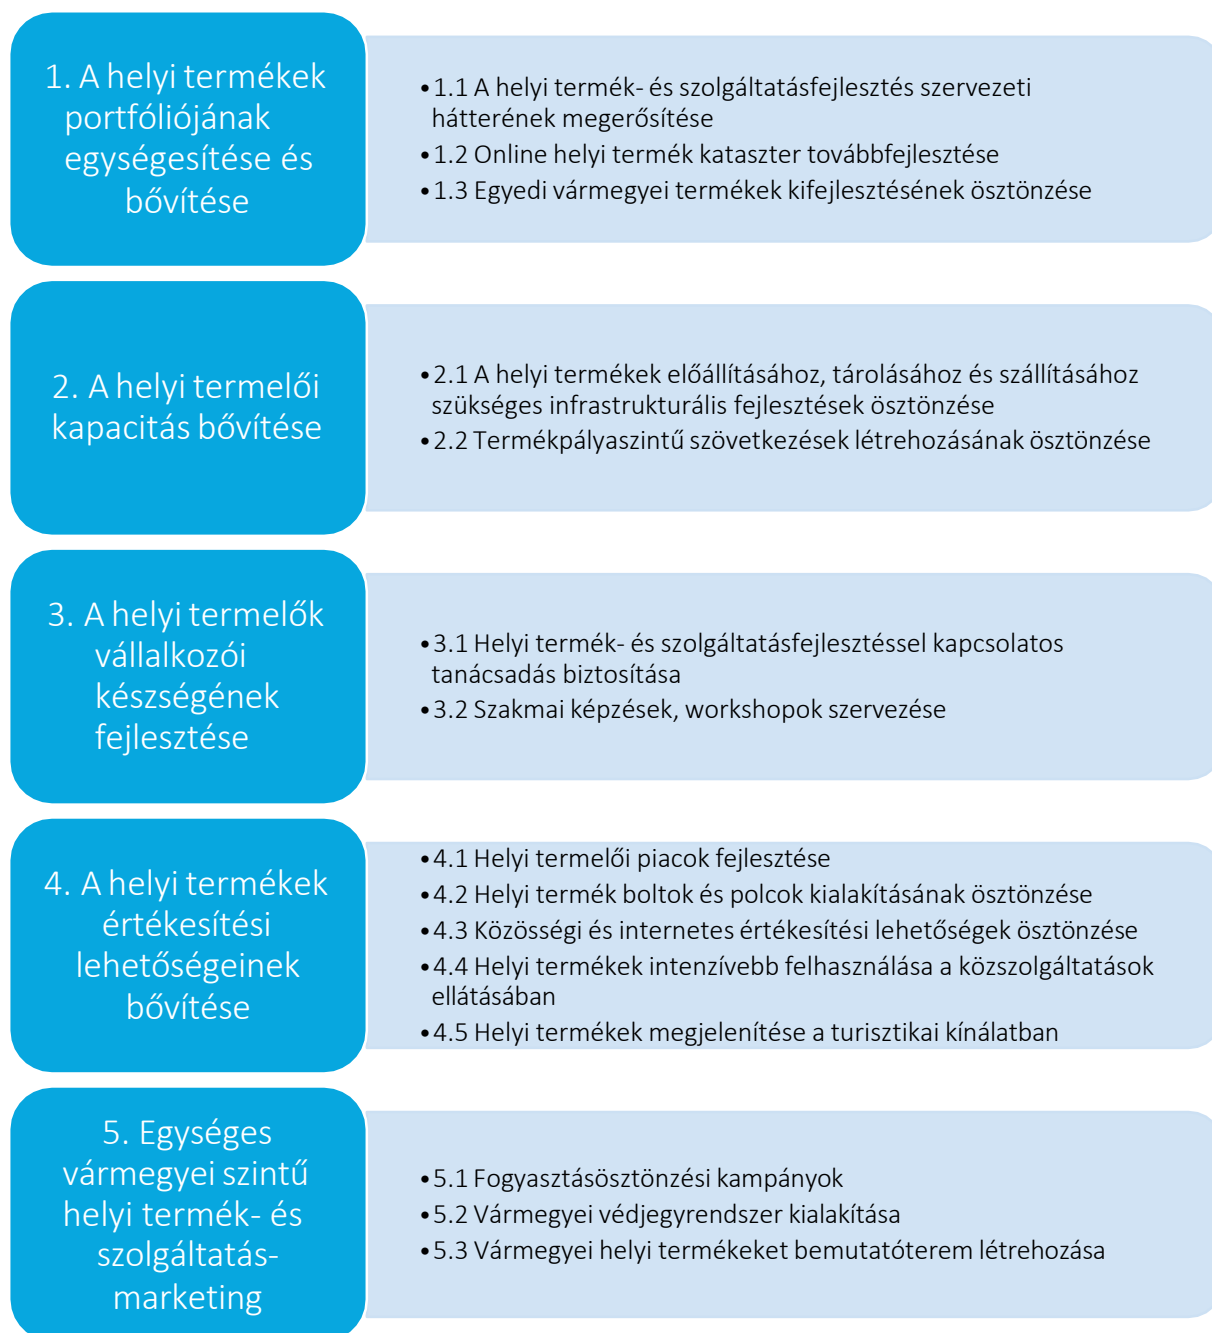 1. A helyi termékek
portfóliójának
egységesítése és
bővítése
•1.1 A helyi termék- és szolgáltatásfejlesztés szervezeti
hátterének megerősítése
•1.2 Online helyi termék kataszter továbbfejlesztése
•1.3 Egyedi vármegyei termékek kifejlesztésének ösztönzése
2. A helyi termelői
kapacitás bővítése
•2.1 A helyi termékek előállításához, tárolásához és szállításához
szükséges infrastrukturális fejlesztések ösztönzése
•2.2 Termékpályaszintű szövetkezések létrehozásának ösztönzése
3. A helyi termelők
vállalkozói
készségének
fejlesztése
•3.1 Helyi termék- és szolgáltatásfejlesztéssel kapcsolatos
tanácsadás biztosítása
•3.2 Szakmai képzések, workshopok szervezése
4. A helyi termékek
értékesítési
lehetőségeinek
bővítése
•4.1 Helyi termelői piacok fejlesztése
•4.2 Helyi termék boltok és polcok kialakításának ösztönzése
•4.3 Közösségi és internetes értékesítési lehetőségek ösztönzése
•4.4 Helyi termékek intenzívebb felhasználása a közszolgáltatások
ellátásában
•4.5 Helyi termékek megjelenítése a turisztikai kínálatban
5. Egységes
vármegyei szintű
helyi termék- és
szolgáltatás-
marketing
•5.1 Fogyasztásösztönzési kampányok
•5.2 Vármegyei védjegyrendszer kialakítása
•5.3 Vármegyei helyi termékeket bemutatóterem létrehozása